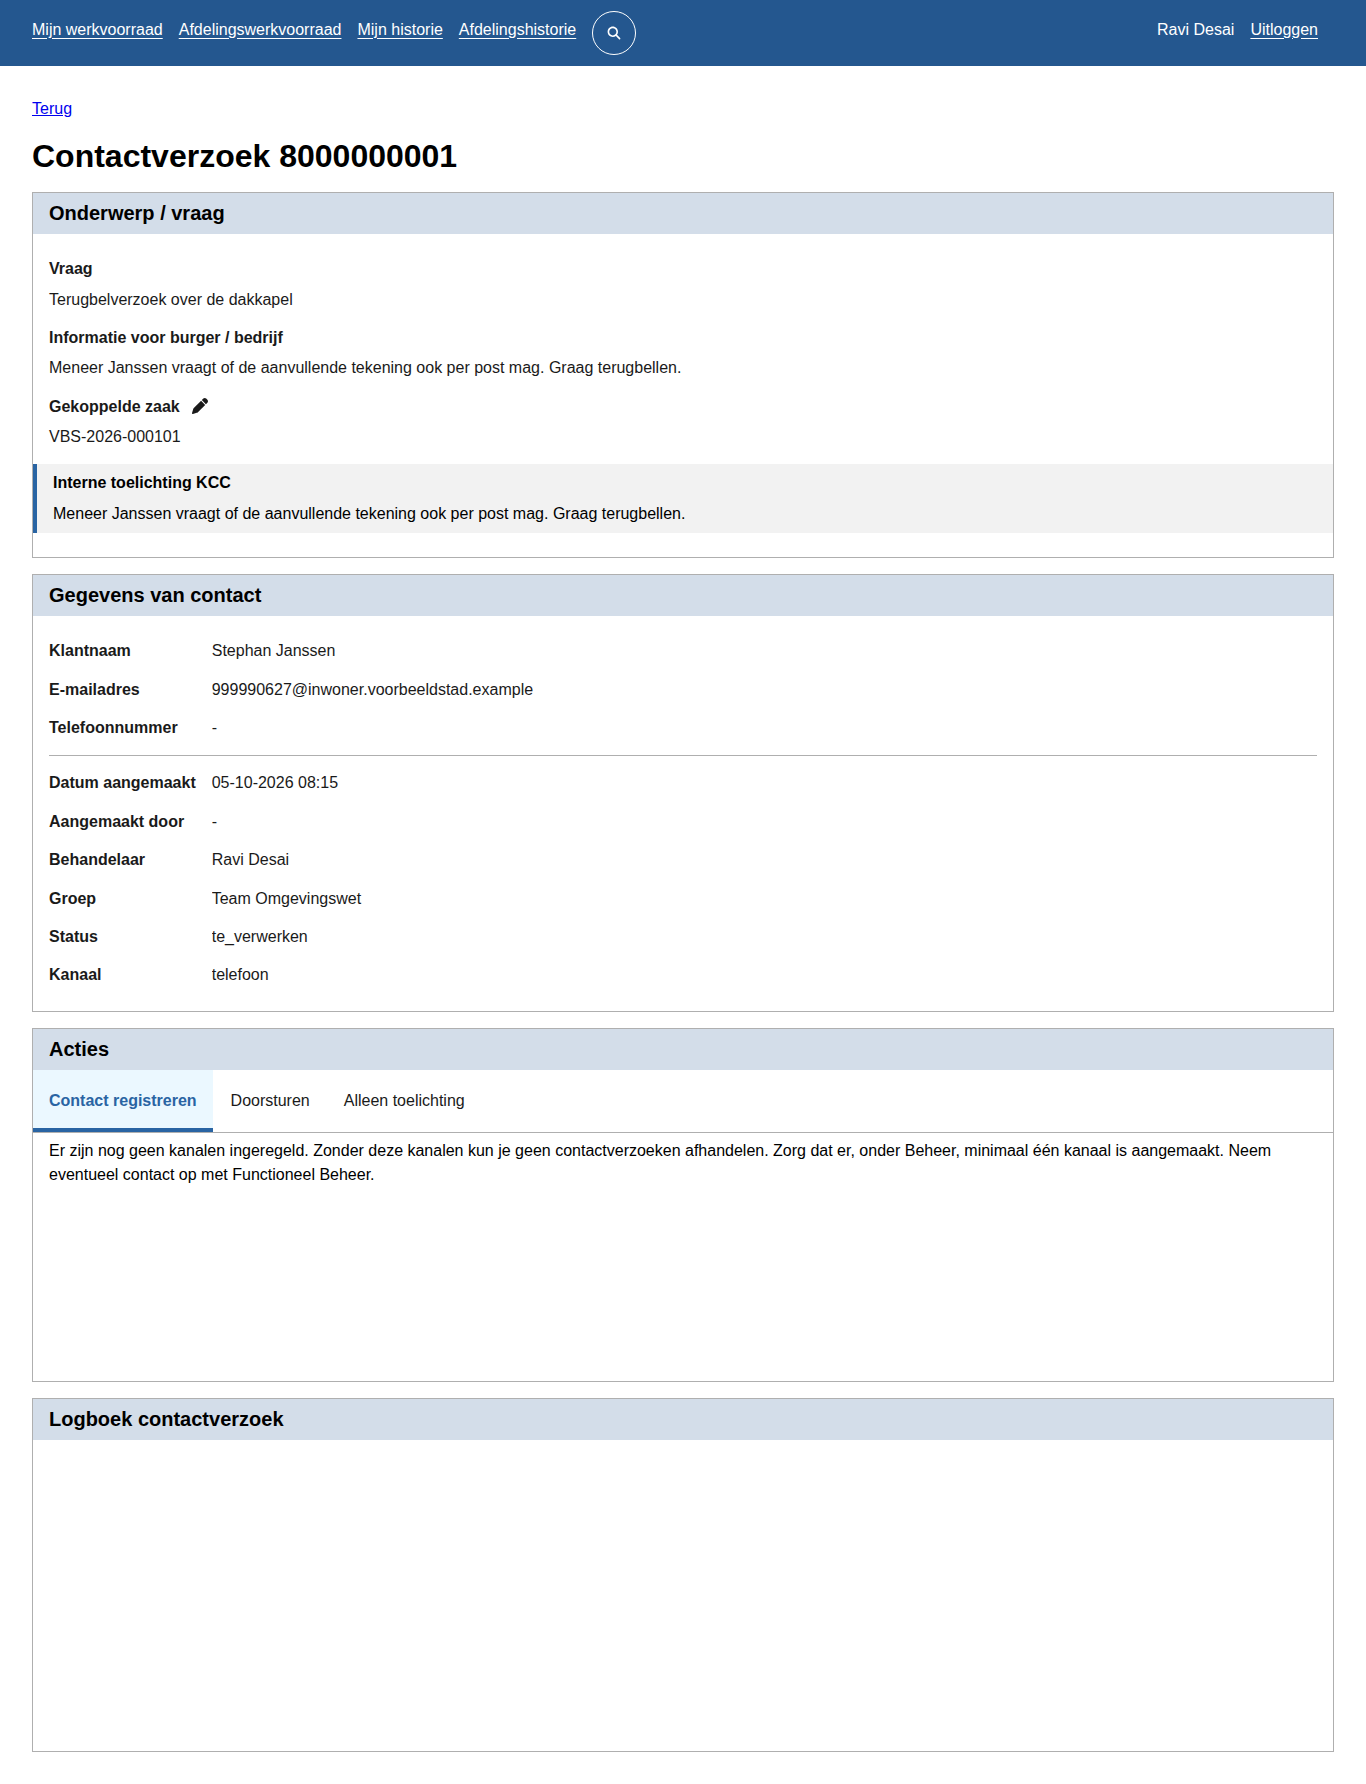 Mijn werkvoorraad Afdelingswerkvoorraad Mijn historie Afdelingshistorie Ravi Desai Uitloggen
Terug
Contactverzoek 8000000001
Onderwerp / vraag
Vraag
Terugbelverzoek over de dakkapel
Informatie voor burger / bedrijf
Meneer Janssen vraagt of de aanvullende tekening ook per post mag. Graag terugbellen.
Gekoppelde zaak
VBS-2026-000101
Interne toelichting KCC
Meneer Janssen vraagt of de aanvullende tekening ook per post mag. Graag terugbellen.
Gegevens van contact
Klantnaam Stephan Janssen
E-mailadres 999990627@inwoner.voorbeeldstad.example
Telefoonnummer -
Datum aangemaakt 05-10-2026 08:15
Aangemaakt door -
Behandelaar Ravi Desai
Groep Team Omgevingswet
Status te_verwerken
Kanaal telefoon
Acties
Contact registreren Doorsturen Alleen toelichting
Er zijn nog geen kanalen ingeregeld. Zonder deze kanalen kun je geen contactverzoeken afhandelen. Zorg dat er, onder Beheer, minimaal één kanaal is aangemaakt. Neem
eventueel contact op met Functioneel Beheer.
Logboek contactverzoek